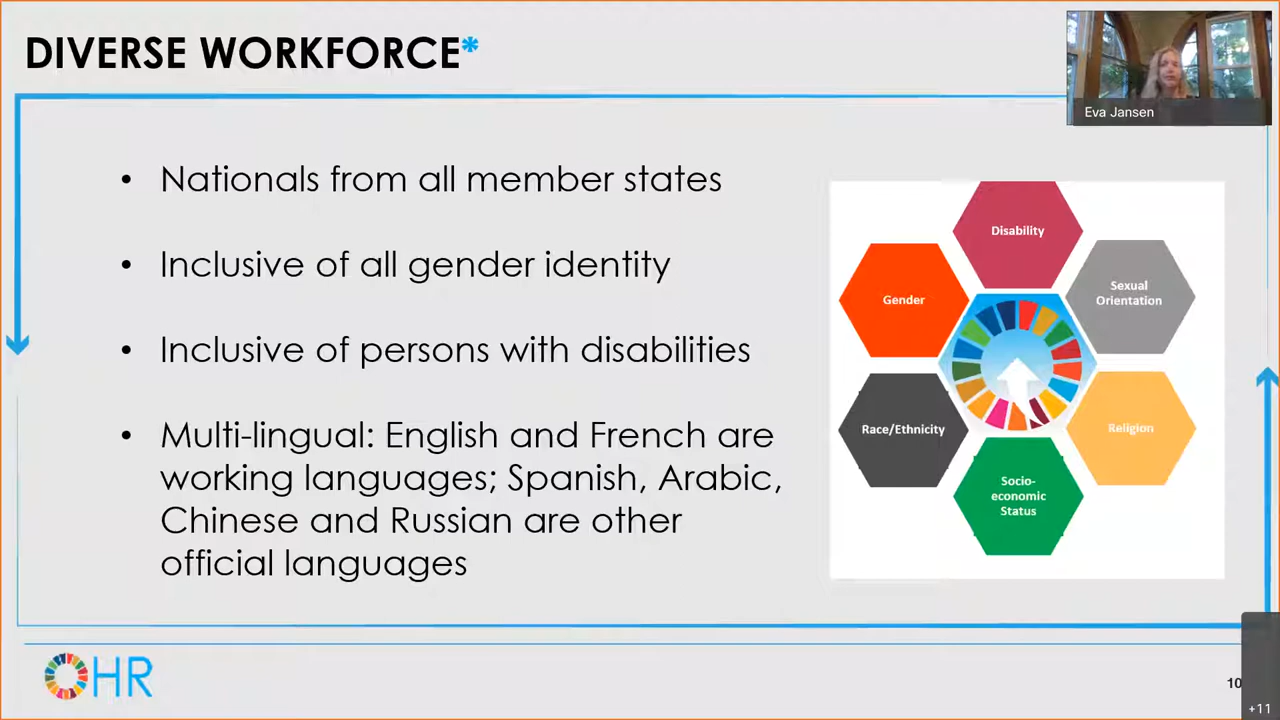 DIVERSE WORKFORCE*
Eva Jansen
• Nationals from all member states
• Inclusive of all gender identity
• Inclusive of persons with disabilities
• Multi-lingual: English and French are
working languages; Spanish, Arabic,
Chinese and Russian are other
official languages
Disability
Gender
Sexual
Orientation
Race/Ethnicity
Religion
Socio-
economic
Status
OHR
10
+11